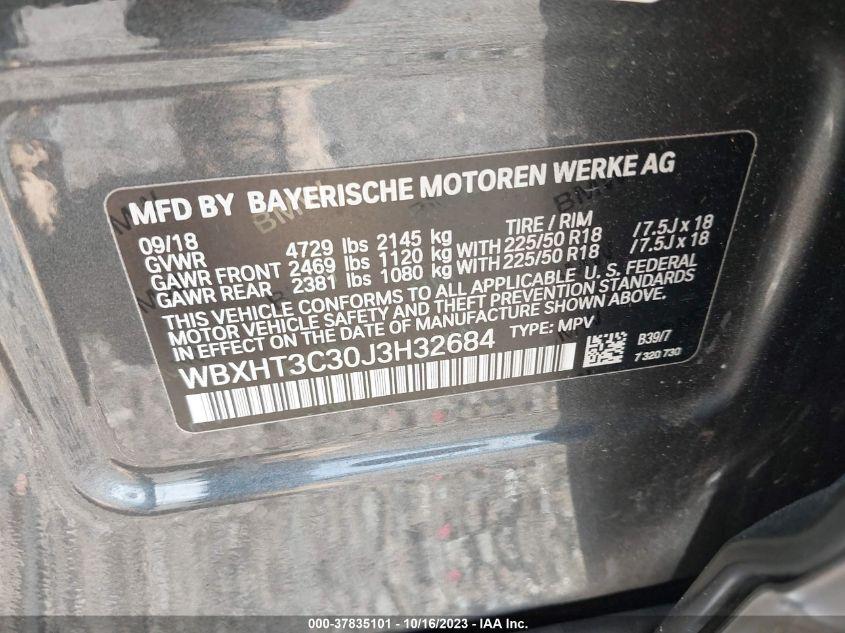 MFD BY BAYERISCHE MOTOREN WERKE AG
09/18 TIRE / RIM
GVWR 4729 lbs 2145 kg
GAWR FRONT 2469 lbs 1120 kg WITH 225/50 R18 /7.5J x 18
GAWR REAR 2381 lbs 1080 kg WITH 225/50 R18 /7.5J x 18
THIS VEHICLE CONFORMS TO ALL APPLICABLE U. S. FEDERAL
MOTOR VEHICLE SAFETY AND THEFT PREVENTION STANDARDS
IN EFFECT ON THE DATE OF MANUFACTURE SHOWN ABOVE.
WBXHT3C30J3H32684 TYPE: MPV
B39/7
7 320 730
000-37835101 / 10/16/2023 / Copyright IAA, Inc.